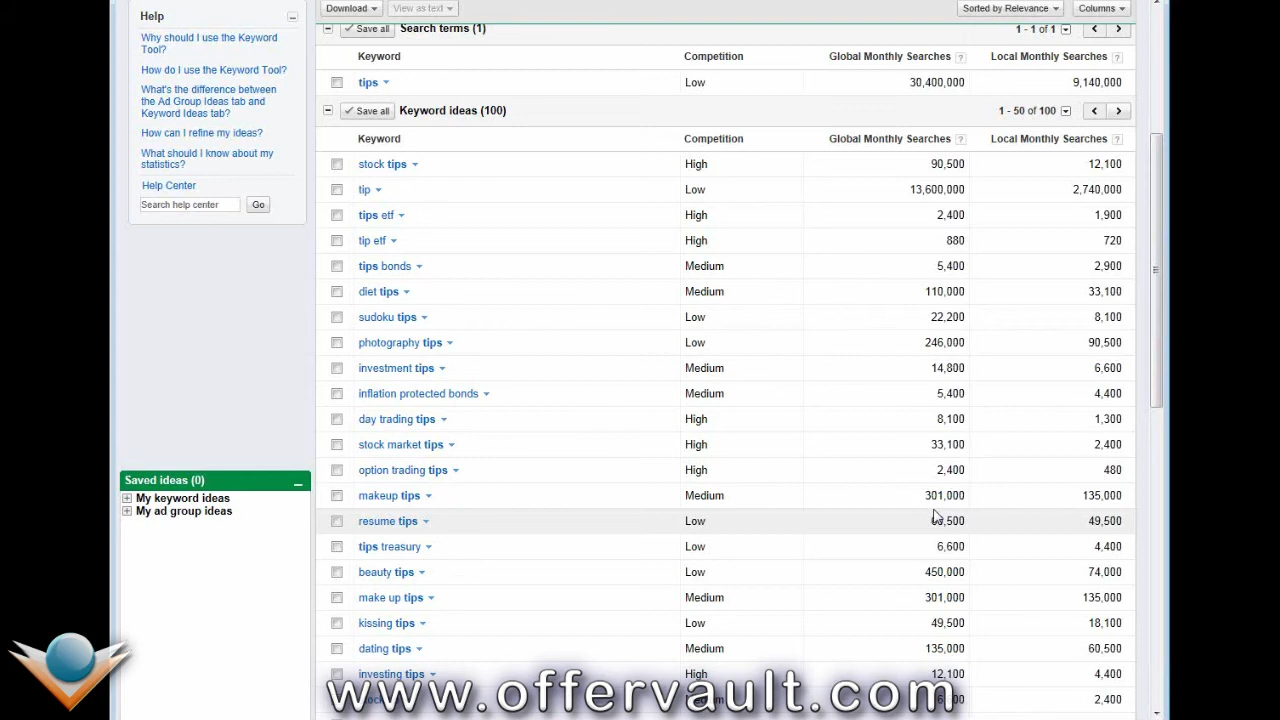 Download View as text Sorted by Relevance Columns
Help
Why should I use the Keyword
Tool?
How do I use the Keyword Tool?
What's the difference between
the Ad Group Ideas tab and
Keyword Ideas tab?
How can I refine my ideas?
What should I know about my
statistics?
Help Center
Search help center Go
Saved ideas (0)
My keyword ideas
My ad group ideas
Save all Search terms (1) 1 - 1 of 1
Keyword Competition Global Monthly Searches ? Local Monthly Searches ?
tips Low 30,400,000 9,140,000
Save all Keyword ideas (100) 1 - 50 of 100
Keyword Competition Global Monthly Searches ? Local Monthly Searches ?
stock tips High 90,500 12,100
tip Low 13,600,000 2,740,000
tips etf High 2,400 1,900
tip etf High 880 720
tips bonds Medium 5,400 2,900
diet tips Medium 110,000 33,100
sudoku tips Low 22,200 8,100
photography tips Low 246,000 90,500
investment tips Medium 14,800 6,600
inflation protected bonds Medium 5,400 4,400
day trading tips High 8,100 1,300
stock market tips High 33,100 2,400
option trading tips High 2,400 480
makeup tips Medium 301,000 135,000
resume tips Low 49,500
tips treasury Low 6,600 4,400
beauty tips Low 450,000 74,000
make up tips Medium 301,000 135,000
kissing tips Low 49,500 18,100
dating tips Medium 135,000 60,500
investing tips High 12,100 4,400
2,400
www.offervault.com